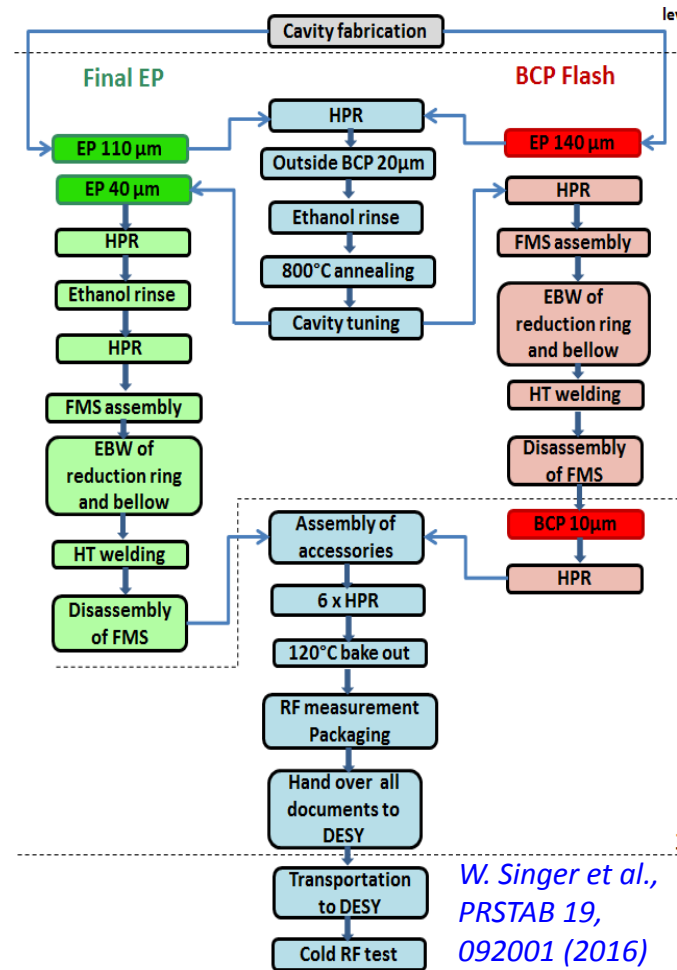 lev
Cavity fabrication
Final EP
BCP Flash
HPR
EP 110 µm
EP 140 µm
Outside BCP 20µm
EP 40 µm
HPR
Ethanol rinse
HPR
FMS assembly
800°C annealing
Ethanol rinse
EBW of
reduction ring
and bellow
Cavity tuning
HPR
HT welding
FMS assembly
Disassembly
of FMS
EBW of
reduction ring
and bellow
Assembly of
accessories
BCP 10µm
HT welding
HPR
6 x HPR
Disassembly
of FMS
120°C bake out
RF measurement
Packaging
Hand over all
documents to
DESY
Transportation
to DESY
Cold RF test
W. Singer et al.,
PRSTAB 19,
092001 (2016)